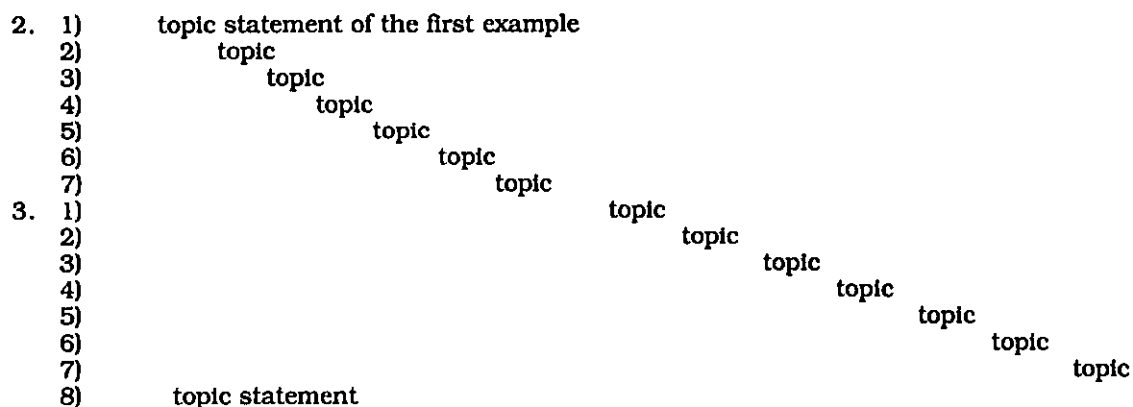 2. 1) topic statement of the first example
2) topic
3) topic
4) topic
5) topic
6) topic
7) topic
3. 1) topic
2) topic
3) topic
4) topic
5) topic
6) topic
7) topic
8) topic statement